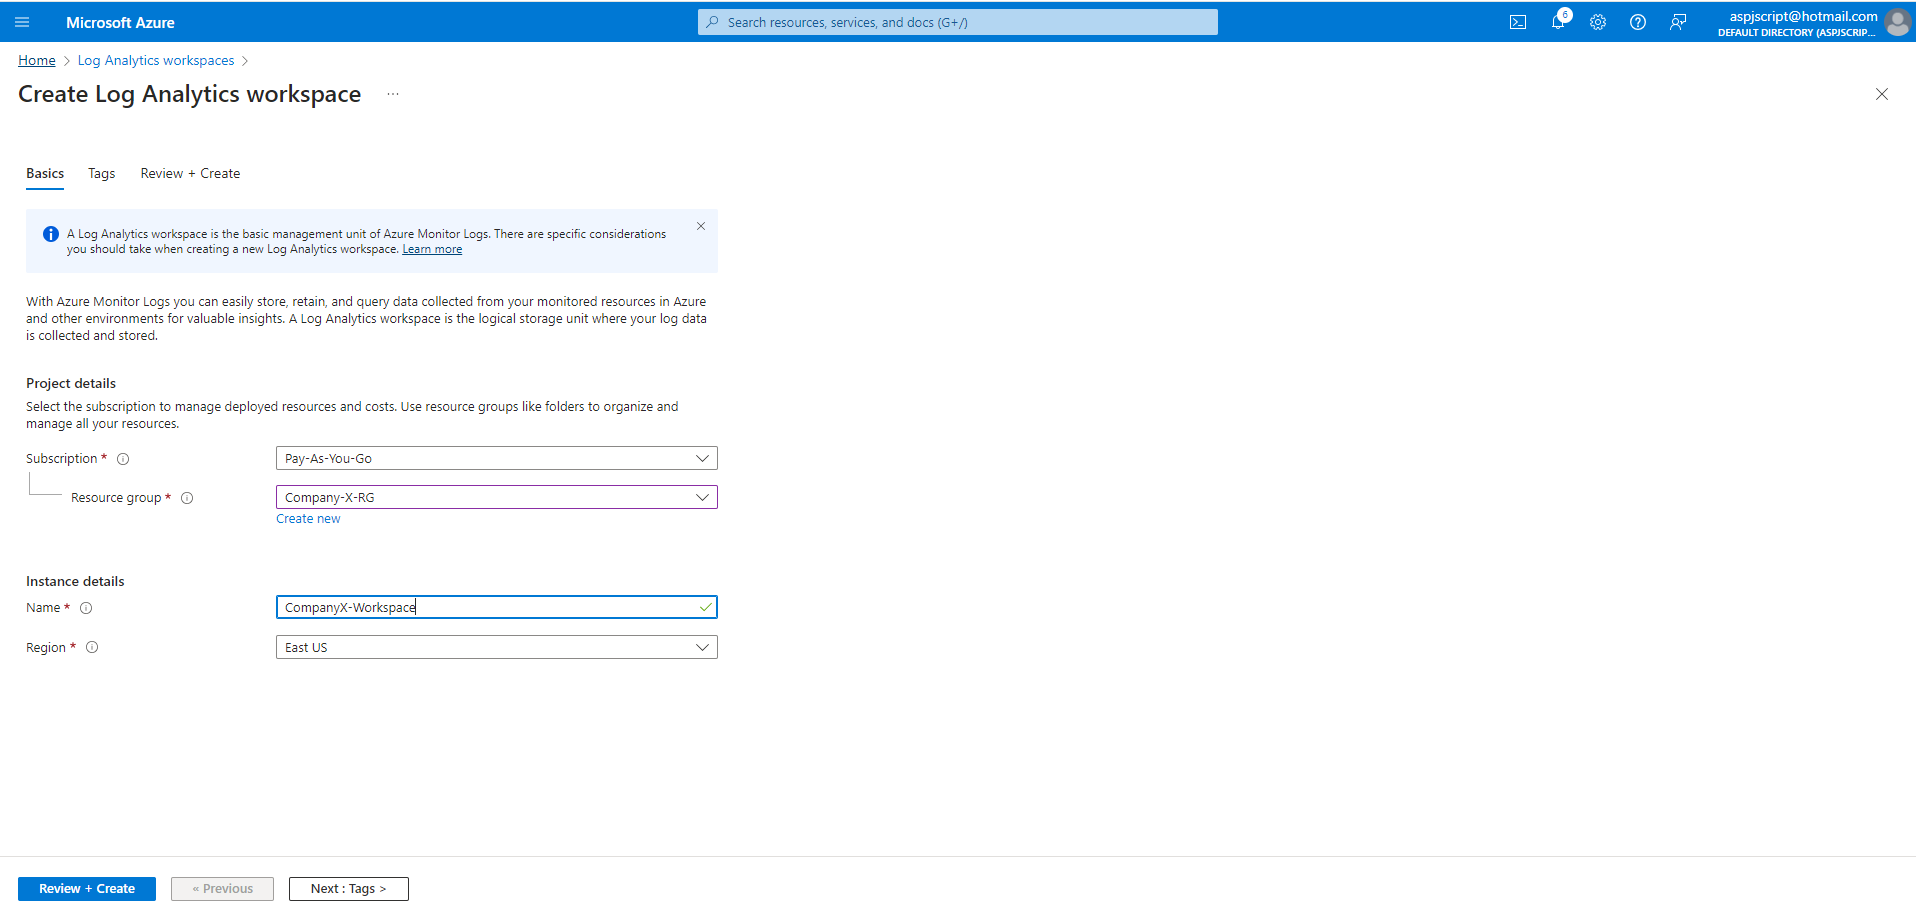 Microsoft Azure
Search resources, services, and docs (G+/)
6
aspjscript@hotmail.com
DEFAULT DIRECTORY (ASPJSCRIP...
Home > Log Analytics workspaces >
Create Log Analytics workspace ...
Basics Tags Review + Create
A Log Analytics workspace is the basic management unit of Azure Monitor Logs. There are specific considerations
you should take when creating a new Log Analytics workspace. Learn more
With Azure Monitor Logs you can easily store, retain, and query data collected from your monitored resources in Azure
and other environments for valuable insights. A Log Analytics workspace is the logical storage unit where your log data
is collected and stored.
Project details
Select the subscription to manage deployed resources and costs. Use resource groups like folders to organize and
manage all your resources.
Subscription * Pay-As-You-Go
Resource group * Company-X-RG
Create new
Instance details
Name * CompanyX-Workspace
Region * East US
Review + Create « Previous Next : Tags >